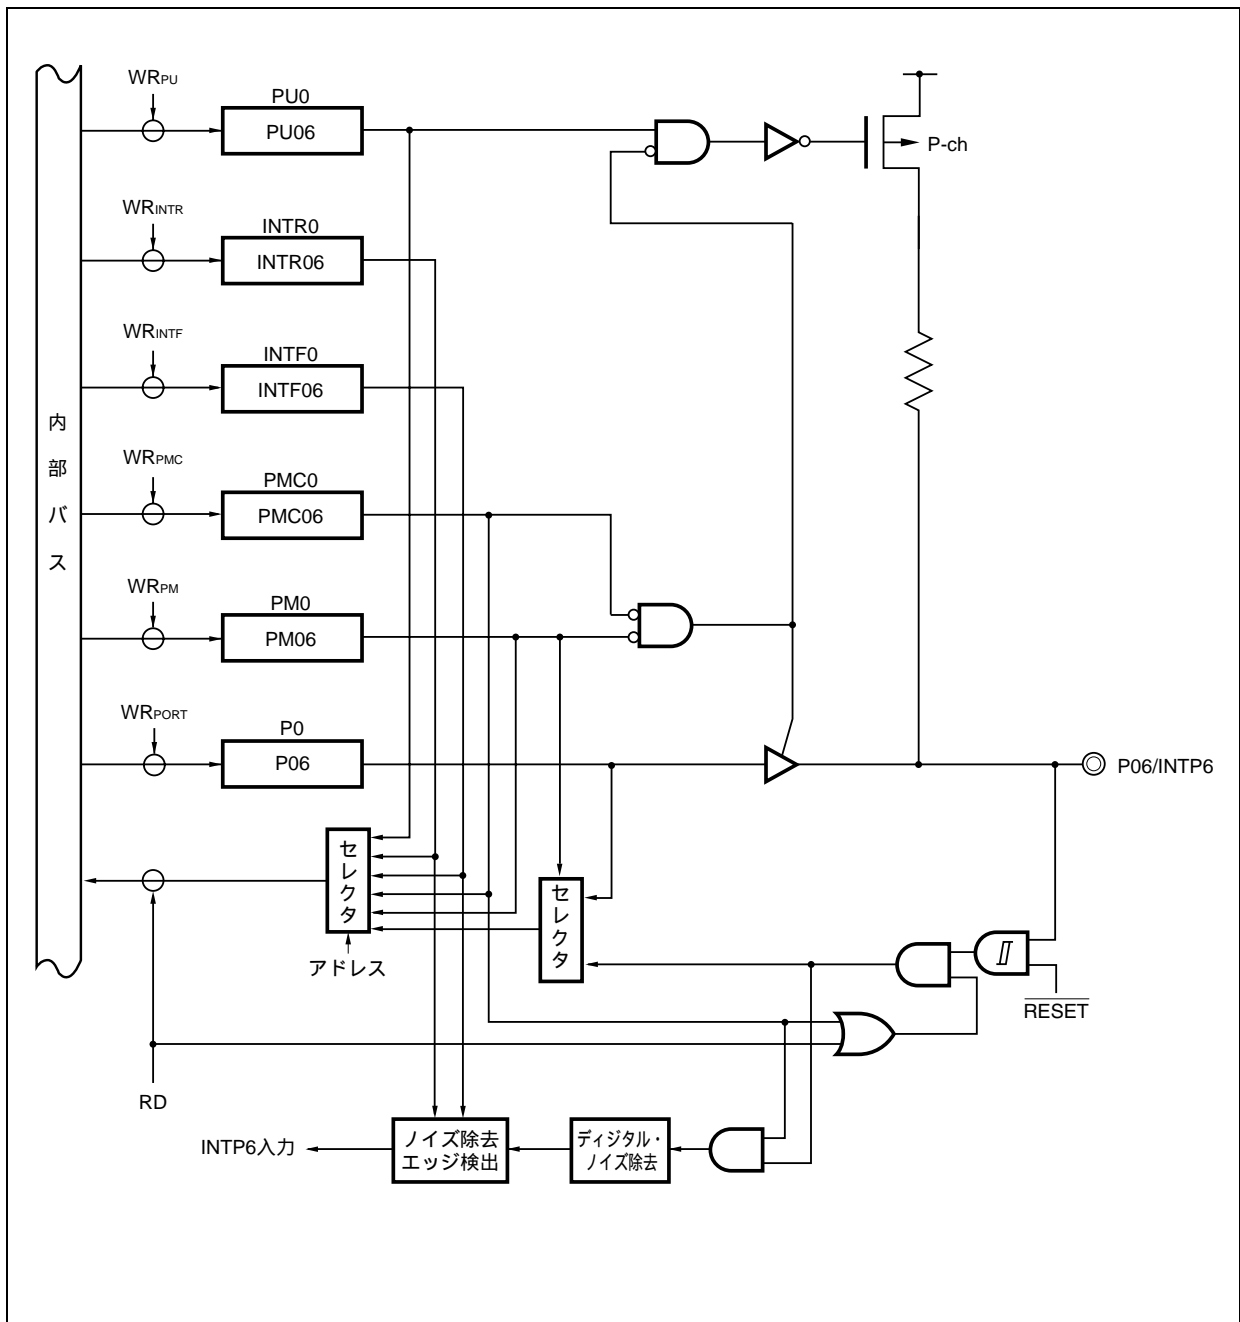 WRPU
PU0
PU06
P-ch
WRINTR
INTR0
INTR06
WRINTF
INTF0
INTF06
内部バス
WRPMC
PMC0
PMC06
WRPM
PM0
PM06
WRPORT
P0
P06
P06/INTP6
セレクタ
セレクタ
アドレス
RESET
RD
INTP6入力
ノイズ除去
エッジ検出
ディジタル・
ノイズ除去